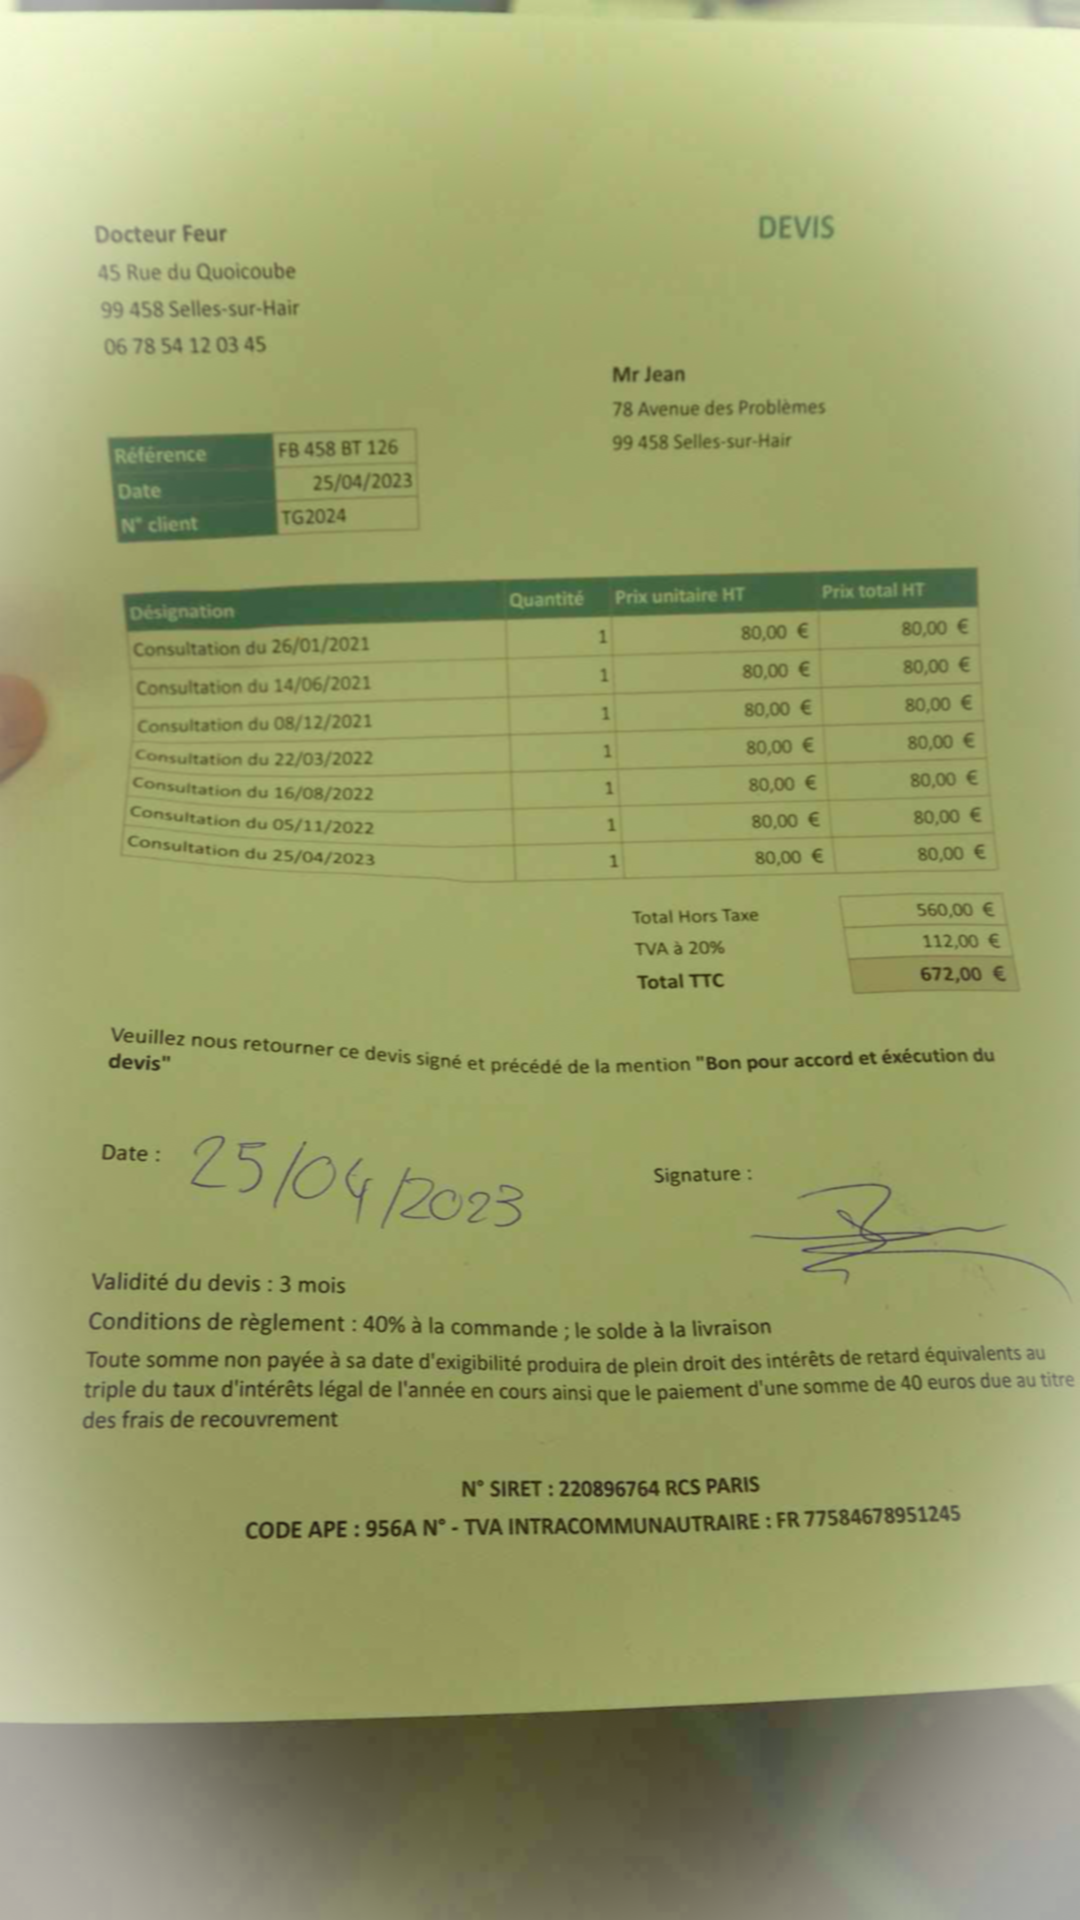 Docteur Feur
DEVIS
45 Rue du Quoicoube
99 458 Selles-sur-Hair
06 78 54 12 03 45
Mr Jean
78 Avenue des Problèmes
99 458 Selles-sur-Hair
Référence FB 458 BT 126
Date 25/04/2023
N° client TG2024
Désignation Quantité Prix unitaire HT Prix total HT
Consultation du 26/01/2021 1 80,00 € 80,00 €
Consultation du 14/06/2021 1 80,00 € 80,00 €
Consultation du 08/12/2021 1 80,00 € 80,00 €
Consultation du 22/03/2022 1 80,00 € 80,00 €
Consultation du 16/08/2022 1 80,00 € 80,00 €
Consultation du 05/11/2022 1 80,00 € 80,00 €
Consultation du 25/04/2023 1 80,00 € 80,00 €
Total Hors Taxe 560,00 €
TVA à 20% 112,00 €
Total TTC 672,00 €
Veuillez nous retourner ce devis signé et précédé de la mention "Bon pour accord et éxécution du
devis"
Date : 25/04/2023
Signature :
Validité du devis : 3 mois
Conditions de règlement : 40% à la commande ; le solde à la livraison
Toute somme non payée à sa date d'exigibilité produira de plein droit des intérêts de retard équivalents au
triple du taux d'intérêts légal de l'année en cours ainsi que le paiement d'une somme de 40 euros due au titre
des frais de recouvrement
N° SIRET : 220896764 RCS PARIS
CODE APE : 956A N° - TVA INTRACOMMUNAUTRAIRE : FR 77584678951245